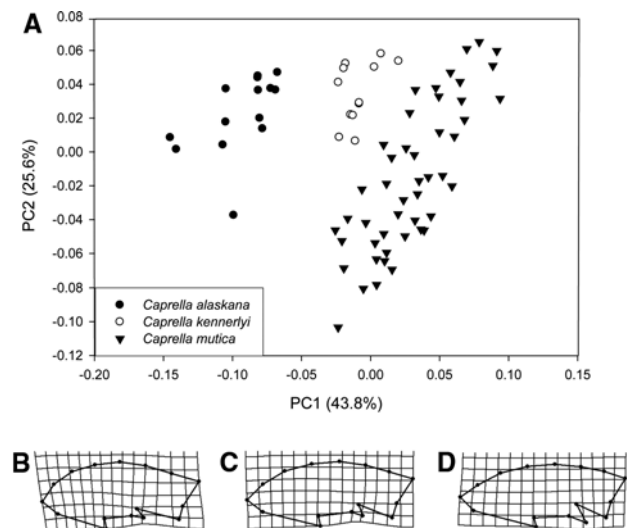 A
0.08
0.06
0.04
0.02
0.00
-0.02
-0.04
-0.06
-0.08
-0.10
-0.12
PC2 (25.6%)
Caprella alaskana
Caprella kennerlyi
Caprella mutica
-0.20 -0.15 -0.10 -0.05 0.00 0.05 0.10 0.15
PC1 (43.8%)
B C D